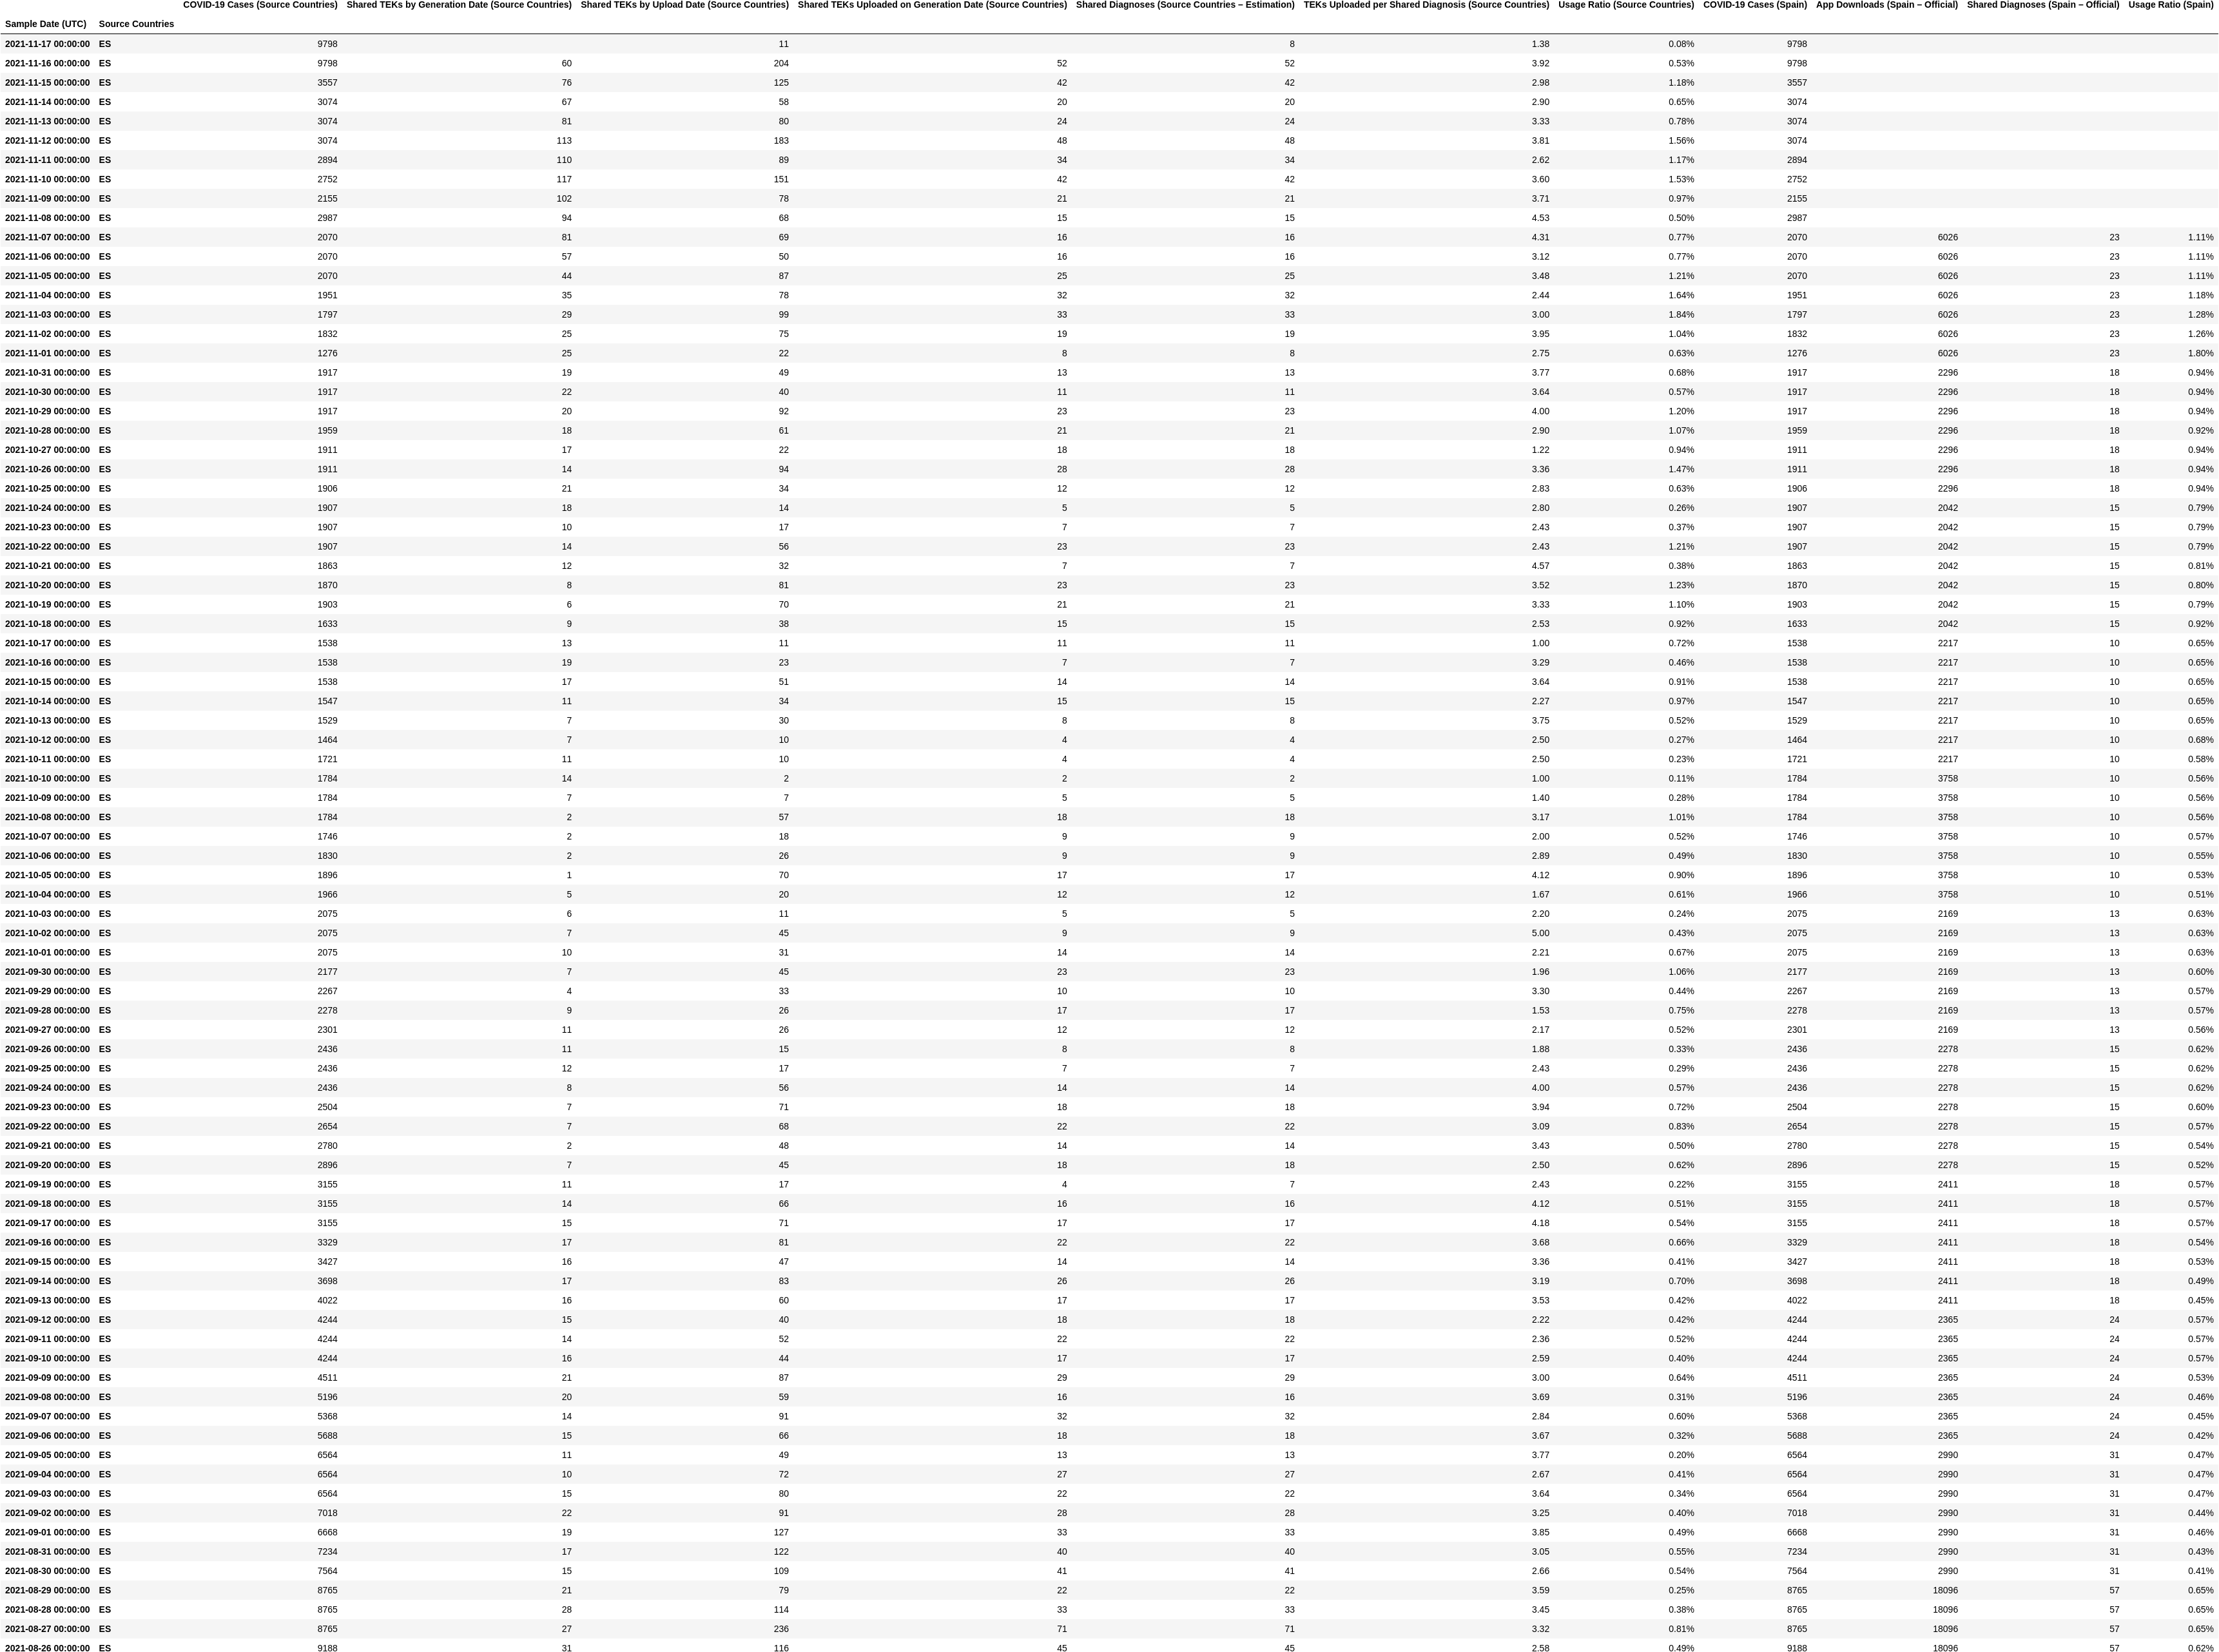 COVID-19 Cases (Source Countries) Shared TEKs by Generation Date (Source Countries) Shared TEKs by Upload Date (Source Countries) Shared TEKs Uploaded on Generation Date (Source Countries) Shared Diagnoses (Source Countries – Estimation) TEKs Uploaded per Shared Diagnosis (Source Countries) Usage Ratio (Source Countries) COVID-19 Cases (Spain) App Downloads (Spain – Official) Shared Diagnoses (Spain – Official) Usage Ratio (Spain)
Sample Date (UTC) Source Countries
2021-11-17 00:00:00 ES 9798 11 8 1.38 0.08% 9798
2021-11-16 00:00:00 ES 9798 60 204 52 52 3.92 0.53% 9798
2021-11-15 00:00:00 ES 3557 76 125 42 42 2.98 1.18% 3557
2021-11-14 00:00:00 ES 3074 67 58 20 20 2.90 0.65% 3074
2021-11-13 00:00:00 ES 3074 81 80 24 24 3.33 0.78% 3074
2021-11-12 00:00:00 ES 3074 113 183 48 48 3.81 1.56% 3074
2021-11-11 00:00:00 ES 2894 110 89 34 34 2.62 1.17% 2894
2021-11-10 00:00:00 ES 2752 117 151 42 42 3.60 1.53% 2752
2021-11-09 00:00:00 ES 2155 102 78 21 21 3.71 0.97% 2155
2021-11-08 00:00:00 ES 2987 94 68 15 15 4.53 0.50% 2987
2021-11-07 00:00:00 ES 2070 81 69 16 16 4.31 0.77% 2070 6026 23 1.11%
2021-11-06 00:00:00 ES 2070 57 50 16 16 3.12 0.77% 2070 6026 23 1.11%
2021-11-05 00:00:00 ES 2070 44 87 25 25 3.48 1.21% 2070 6026 23 1.11%
2021-11-04 00:00:00 ES 1951 35 78 32 32 2.44 1.64% 1951 6026 23 1.18%
2021-11-03 00:00:00 ES 1797 29 99 33 33 3.00 1.84% 1797 6026 23 1.28%
2021-11-02 00:00:00 ES 1832 25 75 19 19 3.95 1.04% 1832 6026 23 1.26%
2021-11-01 00:00:00 ES 1276 25 22 8 8 2.75 0.63% 1276 6026 23 1.80%
2021-10-31 00:00:00 ES 1917 19 49 13 13 3.77 0.68% 1917 2296 18 0.94%
2021-10-30 00:00:00 ES 1917 22 40 11 11 3.64 0.57% 1917 2296 18 0.94%
2021-10-29 00:00:00 ES 1917 20 92 23 23 4.00 1.20% 1917 2296 18 0.94%
2021-10-28 00:00:00 ES 1959 18 61 21 21 2.90 1.07% 1959 2296 18 0.92%
2021-10-27 00:00:00 ES 1911 17 22 18 18 1.22 0.94% 1911 2296 18 0.94%
2021-10-26 00:00:00 ES 1911 14 94 28 28 3.36 1.47% 1911 2296 18 0.94%
2021-10-25 00:00:00 ES 1906 21 34 12 12 2.83 0.63% 1906 2296 18 0.94%
2021-10-24 00:00:00 ES 1907 18 14 5 5 2.80 0.26% 1907 2042 15 0.79%
2021-10-23 00:00:00 ES 1907 10 17 7 7 2.43 0.37% 1907 2042 15 0.79%
2021-10-22 00:00:00 ES 1907 14 56 23 23 2.43 1.21% 1907 2042 15 0.79%
2021-10-21 00:00:00 ES 1863 12 32 7 7 4.57 0.38% 1863 2042 15 0.81%
2021-10-20 00:00:00 ES 1870 8 81 23 23 3.52 1.23% 1870 2042 15 0.80%
2021-10-19 00:00:00 ES 1903 6 70 21 21 3.33 1.10% 1903 2042 15 0.79%
2021-10-18 00:00:00 ES 1633 9 38 15 15 2.53 0.92% 1633 2042 15 0.92%
2021-10-17 00:00:00 ES 1538 13 11 11 11 1.00 0.72% 1538 2217 10 0.65%
2021-10-16 00:00:00 ES 1538 19 23 7 7 3.29 0.46% 1538 2217 10 0.65%
2021-10-15 00:00:00 ES 1538 17 51 14 14 3.64 0.91% 1538 2217 10 0.65%
2021-10-14 00:00:00 ES 1547 11 34 15 15 2.27 0.97% 1547 2217 10 0.65%
2021-10-13 00:00:00 ES 1529 7 30 8 8 3.75 0.52% 1529 2217 10 0.65%
2021-10-12 00:00:00 ES 1464 7 10 4 4 2.50 0.27% 1464 2217 10 0.68%
2021-10-11 00:00:00 ES 1721 11 10 4 4 2.50 0.23% 1721 2217 10 0.58%
2021-10-10 00:00:00 ES 1784 14 2 2 2 1.00 0.11% 1784 3758 10 0.56%
2021-10-09 00:00:00 ES 1784 7 7 5 5 1.40 0.28% 1784 3758 10 0.56%
2021-10-08 00:00:00 ES 1784 2 57 18 18 3.17 1.01% 1784 3758 10 0.56%
2021-10-07 00:00:00 ES 1746 2 18 9 9 2.00 0.52% 1746 3758 10 0.57%
2021-10-06 00:00:00 ES 1830 2 26 9 9 2.89 0.49% 1830 3758 10 0.55%
2021-10-05 00:00:00 ES 1896 1 70 17 17 4.12 0.90% 1896 3758 10 0.53%
2021-10-04 00:00:00 ES 1966 5 20 12 12 1.67 0.61% 1966 3758 10 0.51%
2021-10-03 00:00:00 ES 2075 6 11 5 5 2.20 0.24% 2075 2169 13 0.63%
2021-10-02 00:00:00 ES 2075 7 45 9 9 5.00 0.43% 2075 2169 13 0.63%
2021-10-01 00:00:00 ES 2075 10 31 14 14 2.21 0.67% 2075 2169 13 0.63%
2021-09-30 00:00:00 ES 2177 7 45 23 23 1.96 1.06% 2177 2169 13 0.60%
2021-09-29 00:00:00 ES 2267 4 33 10 10 3.30 0.44% 2267 2169 13 0.57%
2021-09-28 00:00:00 ES 2278 9 26 17 17 1.53 0.75% 2278 2169 13 0.57%
2021-09-27 00:00:00 ES 2301 11 26 12 12 2.17 0.52% 2301 2169 13 0.56%
2021-09-26 00:00:00 ES 2436 11 15 8 8 1.88 0.33% 2436 2278 15 0.62%
2021-09-25 00:00:00 ES 2436 12 17 7 7 2.43 0.29% 2436 2278 15 0.62%
2021-09-24 00:00:00 ES 2436 8 56 14 14 4.00 0.57% 2436 2278 15 0.62%
2021-09-23 00:00:00 ES 2504 7 71 18 18 3.94 0.72% 2504 2278 15 0.60%
2021-09-22 00:00:00 ES 2654 7 68 22 22 3.09 0.83% 2654 2278 15 0.57%
2021-09-21 00:00:00 ES 2780 2 48 14 14 3.43 0.50% 2780 2278 15 0.54%
2021-09-20 00:00:00 ES 2896 7 45 18 18 2.50 0.62% 2896 2278 15 0.52%
2021-09-19 00:00:00 ES 3155 11 17 4 7 2.43 0.22% 3155 2411 18 0.57%
2021-09-18 00:00:00 ES 3155 14 66 16 16 4.12 0.51% 3155 2411 18 0.57%
2021-09-17 00:00:00 ES 3155 15 71 17 17 4.18 0.54% 3155 2411 18 0.57%
2021-09-16 00:00:00 ES 3329 17 81 22 22 3.68 0.66% 3329 2411 18 0.54%
2021-09-15 00:00:00 ES 3427 16 47 14 14 3.36 0.41% 3427 2411 18 0.53%
2021-09-14 00:00:00 ES 3698 17 83 26 26 3.19 0.70% 3698 2411 18 0.49%
2021-09-13 00:00:00 ES 4022 16 60 17 17 3.53 0.42% 4022 2411 18 0.45%
2021-09-12 00:00:00 ES 4244 15 40 18 18 2.22 0.42% 4244 2365 24 0.57%
2021-09-11 00:00:00 ES 4244 14 52 22 22 2.36 0.52% 4244 2365 24 0.57%
2021-09-10 00:00:00 ES 4244 16 44 17 17 2.59 0.40% 4244 2365 24 0.57%
2021-09-09 00:00:00 ES 4511 21 87 29 29 3.00 0.64% 4511 2365 24 0.53%
2021-09-08 00:00:00 ES 5196 20 59 16 16 3.69 0.31% 5196 2365 24 0.46%
2021-09-07 00:00:00 ES 5368 14 91 32 32 2.84 0.60% 5368 2365 24 0.45%
2021-09-06 00:00:00 ES 5688 15 66 18 18 3.67 0.32% 5688 2365 24 0.42%
2021-09-05 00:00:00 ES 6564 11 49 13 13 3.77 0.20% 6564 2990 31 0.47%
2021-09-04 00:00:00 ES 6564 10 72 27 27 2.67 0.41% 6564 2990 31 0.47%
2021-09-03 00:00:00 ES 6564 15 80 22 22 3.64 0.34% 6564 2990 31 0.47%
2021-09-02 00:00:00 ES 7018 22 91 28 28 3.25 0.40% 7018 2990 31 0.44%
2021-09-01 00:00:00 ES 6668 19 127 33 33 3.85 0.49% 6668 2990 31 0.46%
2021-08-31 00:00:00 ES 7234 17 122 40 40 3.05 0.55% 7234 2990 31 0.43%
2021-08-30 00:00:00 ES 7564 15 109 41 41 2.66 0.54% 7564 2990 31 0.41%
2021-08-29 00:00:00 ES 8765 21 79 22 22 3.59 0.25% 8765 18096 57 0.65%
2021-08-28 00:00:00 ES 8765 28 114 33 33 3.45 0.38% 8765 18096 57 0.65%
2021-08-27 00:00:00 ES 8765 27 236 71 71 3.32 0.81% 8765 18096 57 0.65%
2021-08-26 00:00:00 ES 9188 31 116 45 45 2.58 0.49% 9188 18096 57 0.62%